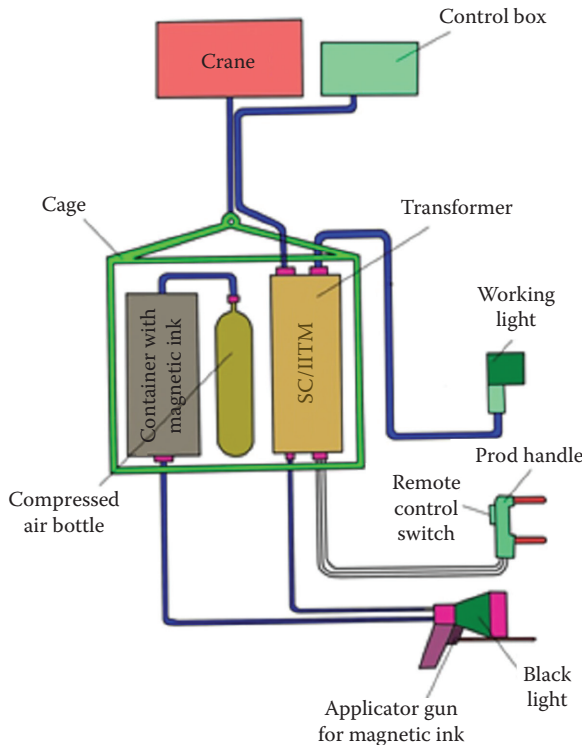 Control box
Crane
Cage
Transformer
Container with
magnetic ink
SC/IITM
Working
light
Prod handle
Remote
control
switch
Compressed
air bottle
Black
light
Applicator gun
for magnetic ink